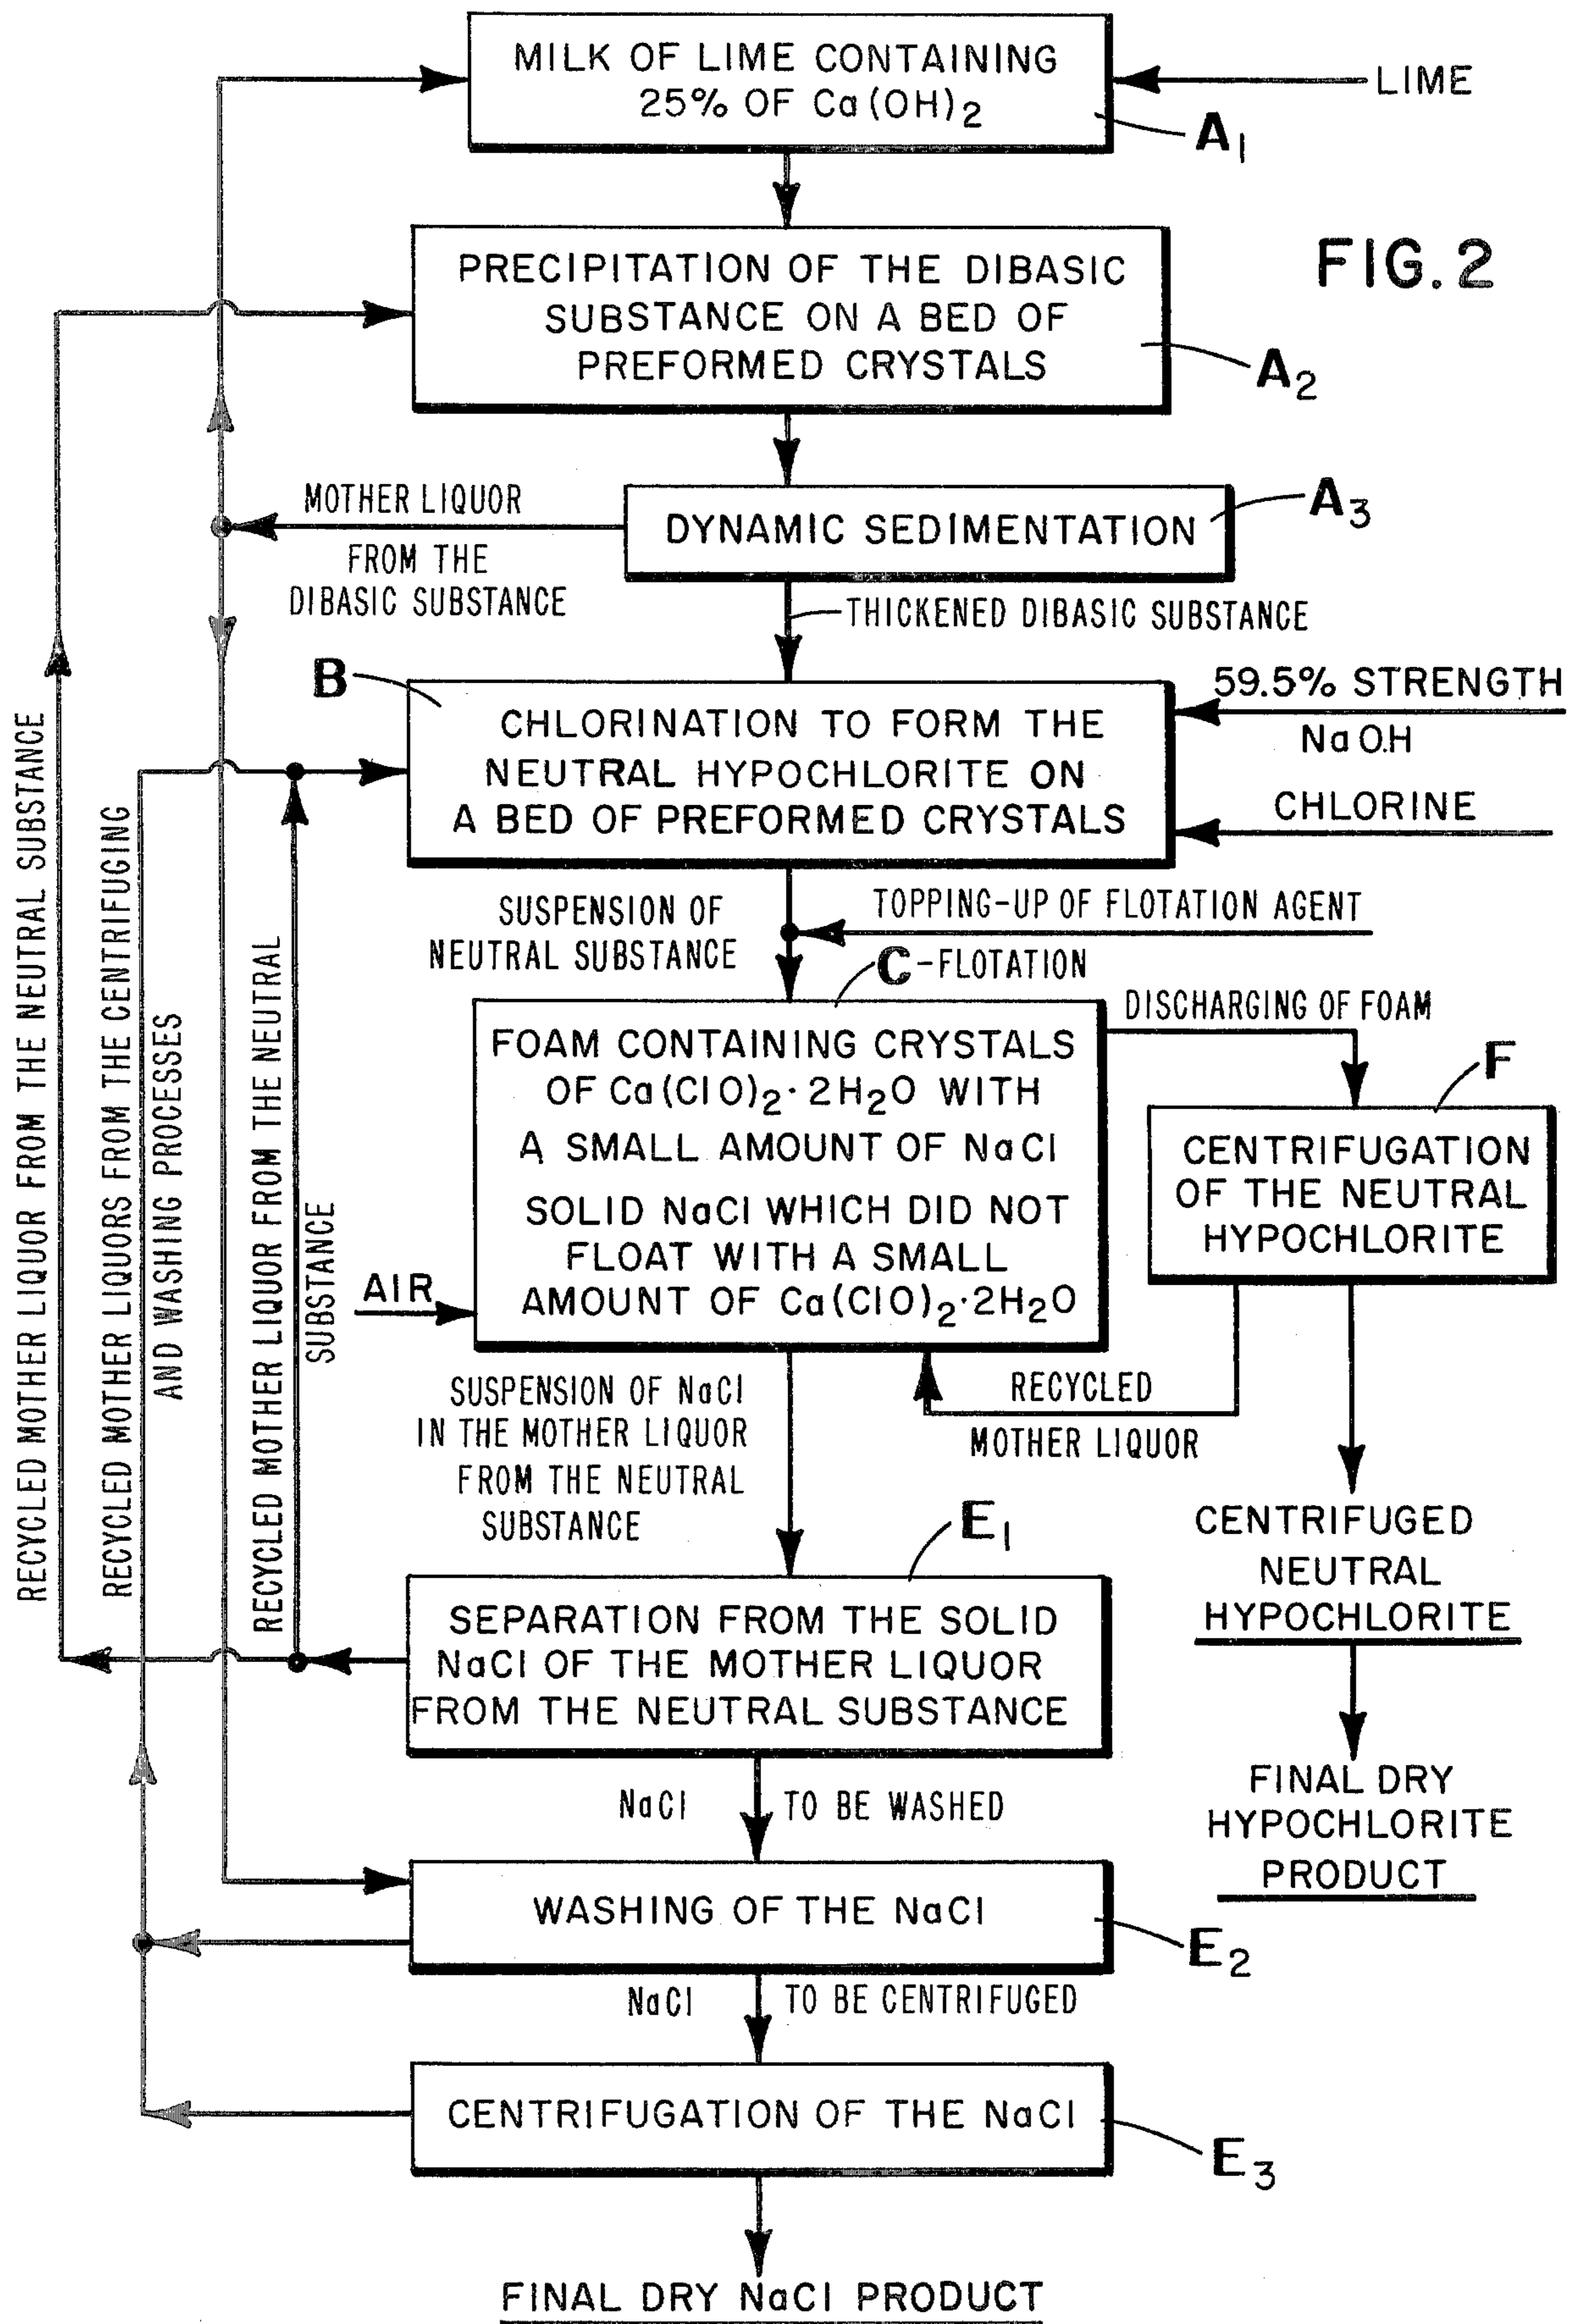 MILK OF LIME CONTAINING
25% OF Ca(OH)2
LIME
A1
FIG. 2
PRECIPITATION OF THE DIBASIC
SUBSTANCE ON A BED OF
PREFORMED CRYSTALS
A2
MOTHER LIQUOR
FROM THE
DIBASIC SUBSTANCE
DYNAMIC SEDIMENTATION
A3
THICKENED DIBASIC SUBSTANCE
B
CHLORINATION TO FORM THE
NEUTRAL HYPOCHLORITE ON
A BED OF PREFORMED CRYSTALS
59.5% STRENGTH
NaO.H
CHLORINE
SUSPENSION OF
NEUTRAL SUBSTANCE
TOPPING-UP OF FLOTATION AGENT
C-FLOTATION
DISCHARGING OF FOAM
FOAM CONTAINING CRYSTALS
OF Ca(ClO)2·2H2O WITH
A SMALL AMOUNT OF NaCl
SOLID NaCl WHICH DID NOT
FLOAT WITH A SMALL
AMOUNT OF Ca(ClO)2·2H2O
AIR
F
CENTRIFUGATION
OF THE NEUTRAL
HYPOCHLORITE
RECYCLED
MOTHER LIQUOR
SUSPENSION OF NaCl
IN THE MOTHER LIQUOR
FROM THE NEUTRAL
SUBSTANCE
CENTRIFUGED
NEUTRAL
HYPOCHLORITE
FINAL DRY
HYPOCHLORITE
PRODUCT
RECYCLED MOTHER LIQUOR FROM THE NEUTRAL SUBSTANCE
RECYCLED MOTHER LIQUORS FROM THE CENTRIFUGING
AND WASHING PROCESSES
RECYCLED MOTHER LIQUOR FROM THE NEUTRAL
SUBSTANCE
E1
SEPARATION FROM THE SOLID
NaCl OF THE MOTHER LIQUOR
FROM THE NEUTRAL SUBSTANCE
NaCl TO BE WASHED
WASHING OF THE NaCl
E2
NaCl TO BE CENTRIFUGED
CENTRIFUGATION OF THE NaCl
E3
FINAL DRY NaCl PRODUCT